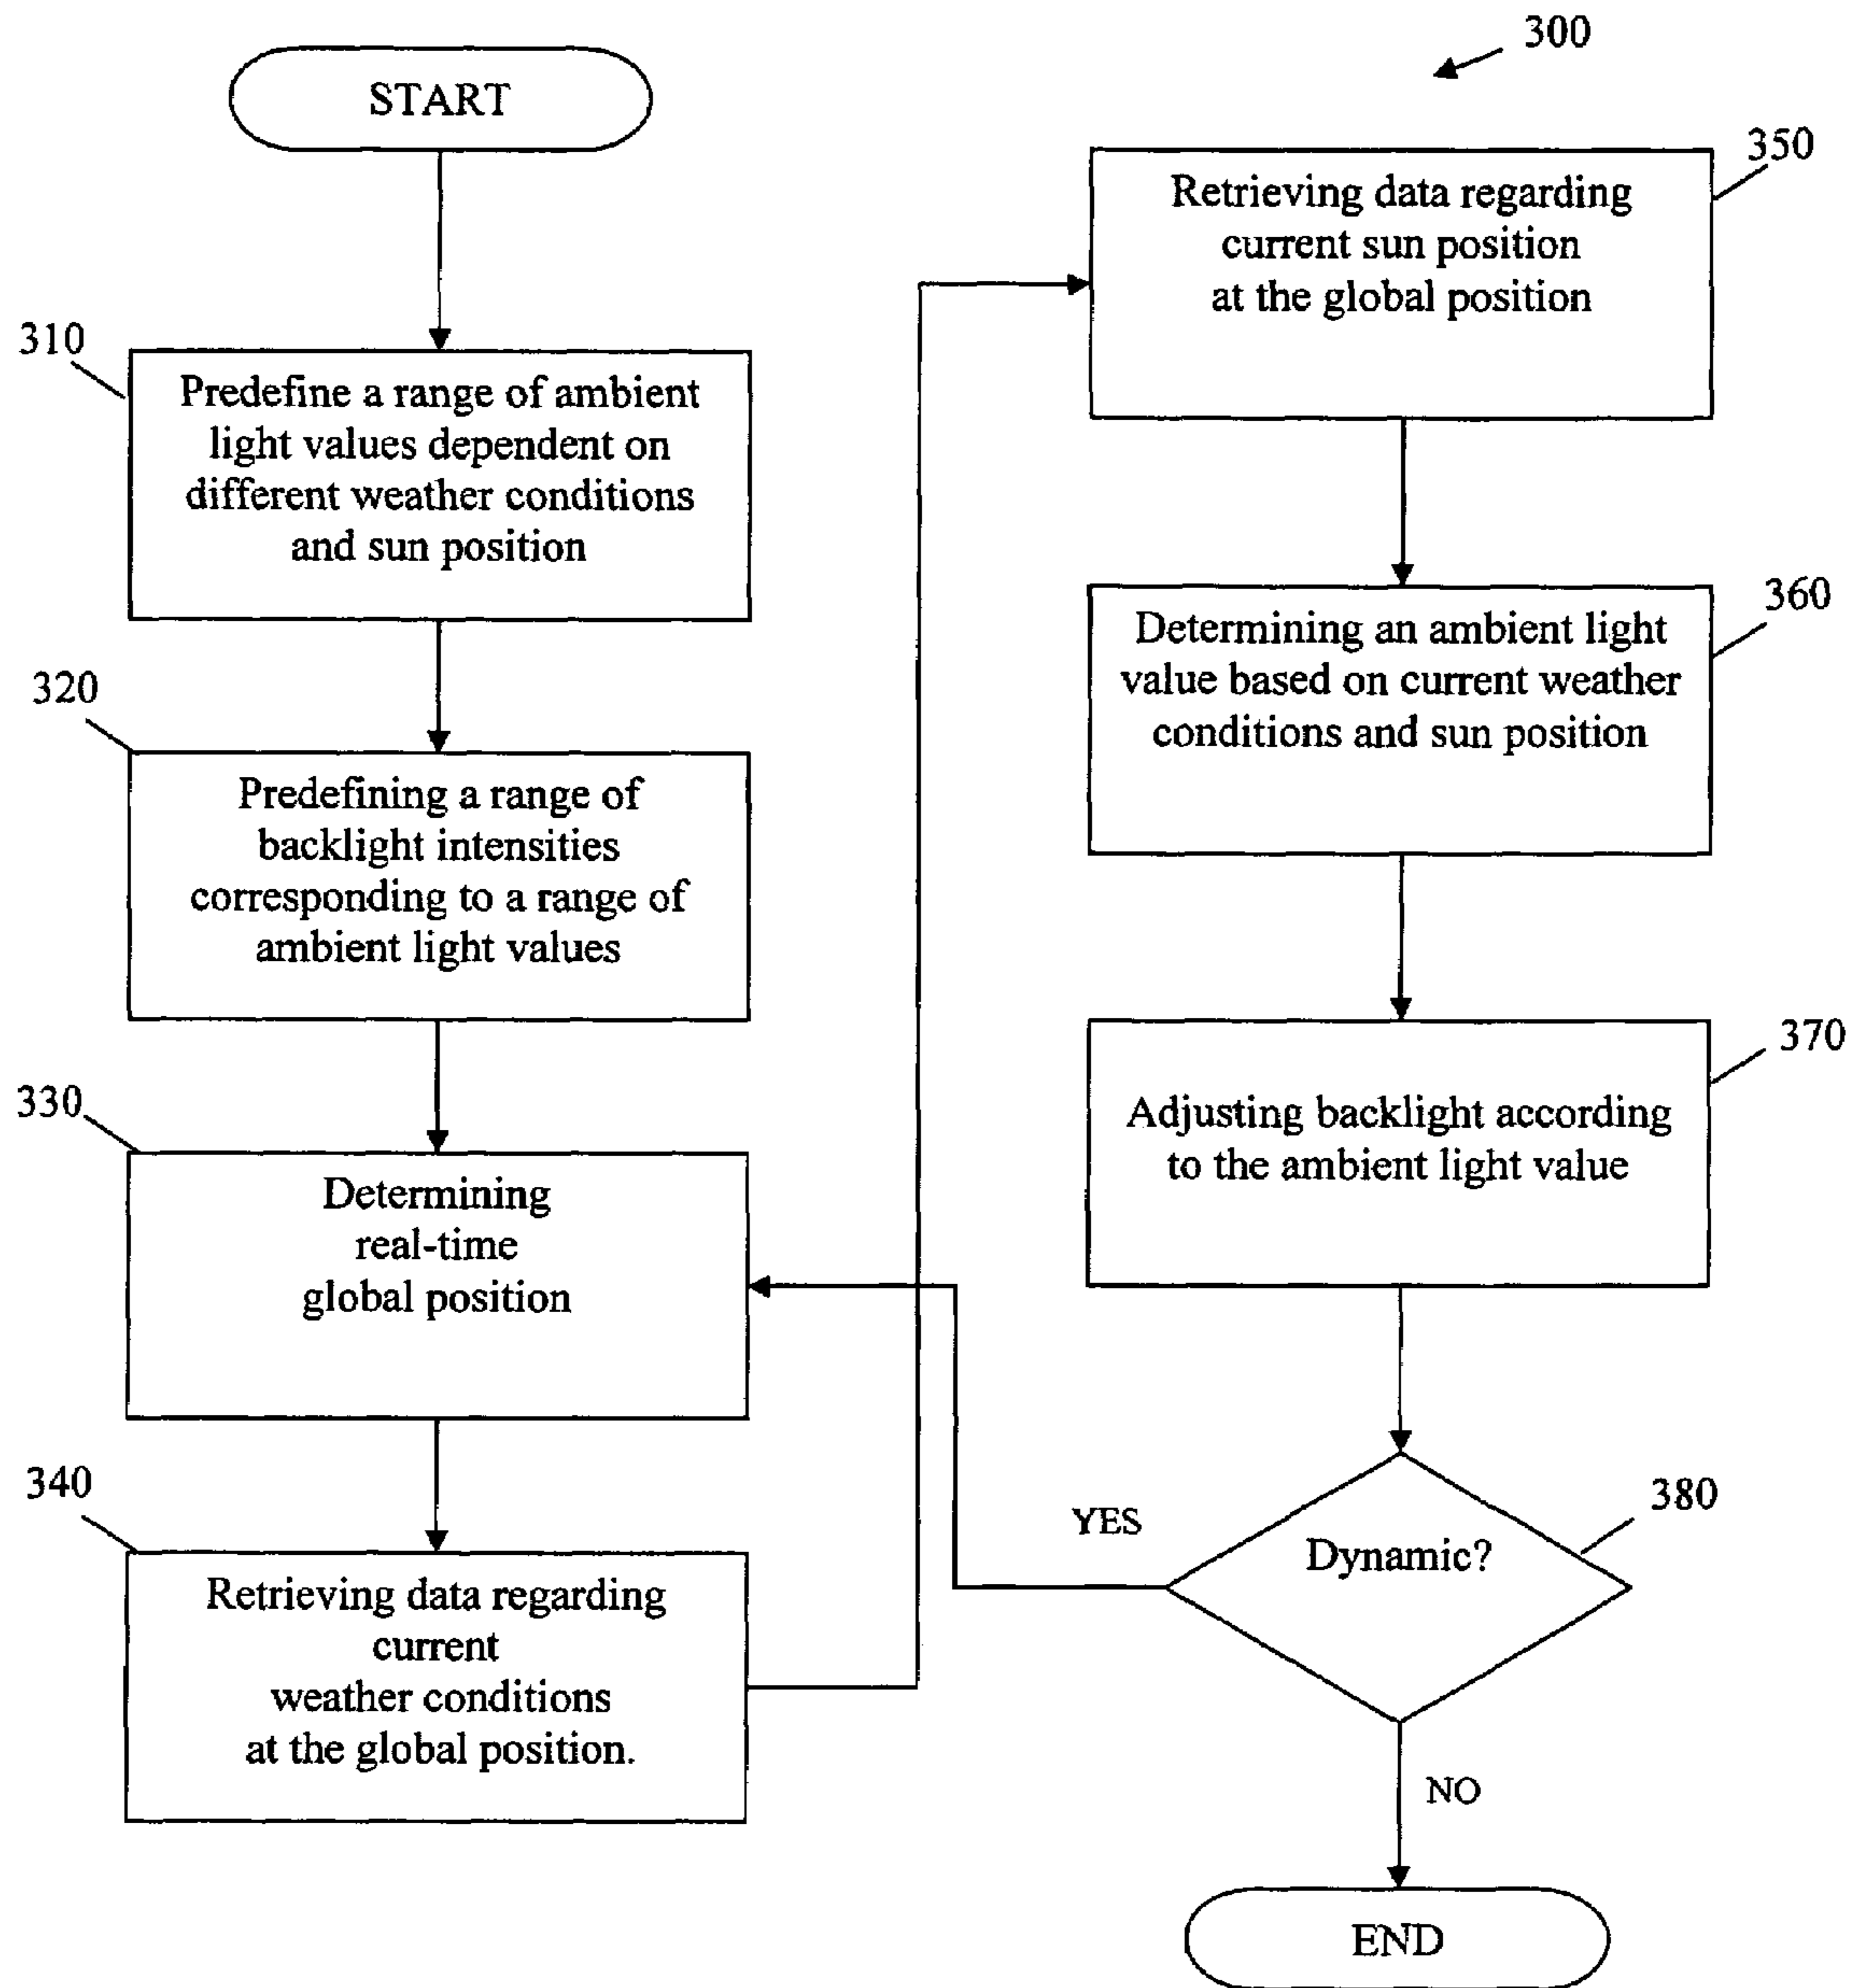 START
310
Predefine a range of ambient
light values dependent on
different weather conditions
and sun position
320
Predefining a range of
backlight intensities
corresponding to a range of
ambient light values
330
Determining
real-time
global position
340
Retrieving data regarding
current
weather conditions
at the global position.
300
350
Retrieving data regarding
current sun position
at the global position
360
Determining an ambient light
value based on current weather
conditions and sun position
370
Adjusting backlight according
to the ambient light value
380
Dynamic?
YES
NO
END